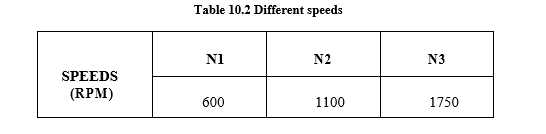 Table 10.2 Different speeds
SPEEDS
(RPM)
N1 N2 N3
600 1100 1750